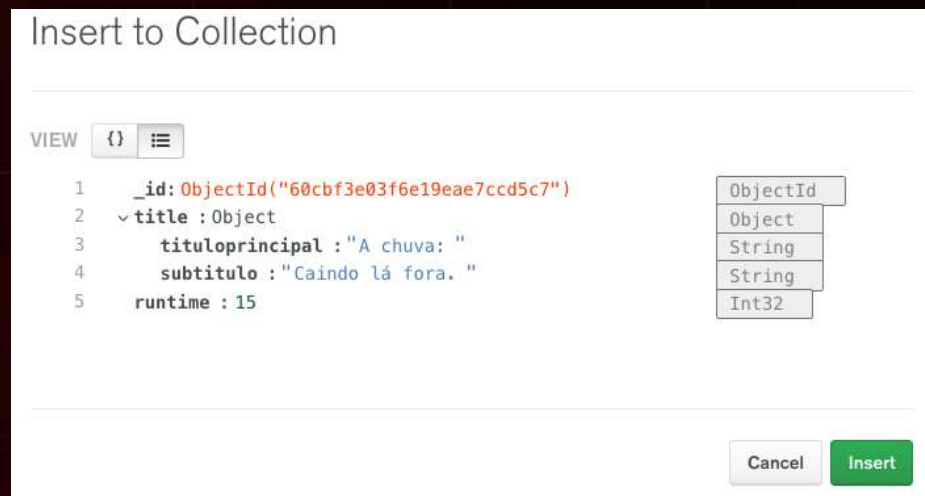 Insert to Collection
VIEW {}
1 _id: ObjectId("60cbf3e03f6e19eae7ccd5c7") ObjectId
2 title : Object Object
3 tituloprincipal : "A chuva: " String
4 subtitulo : "Caindo lá fora. " String
5 runtime : 15 Int32
Cancel Insert